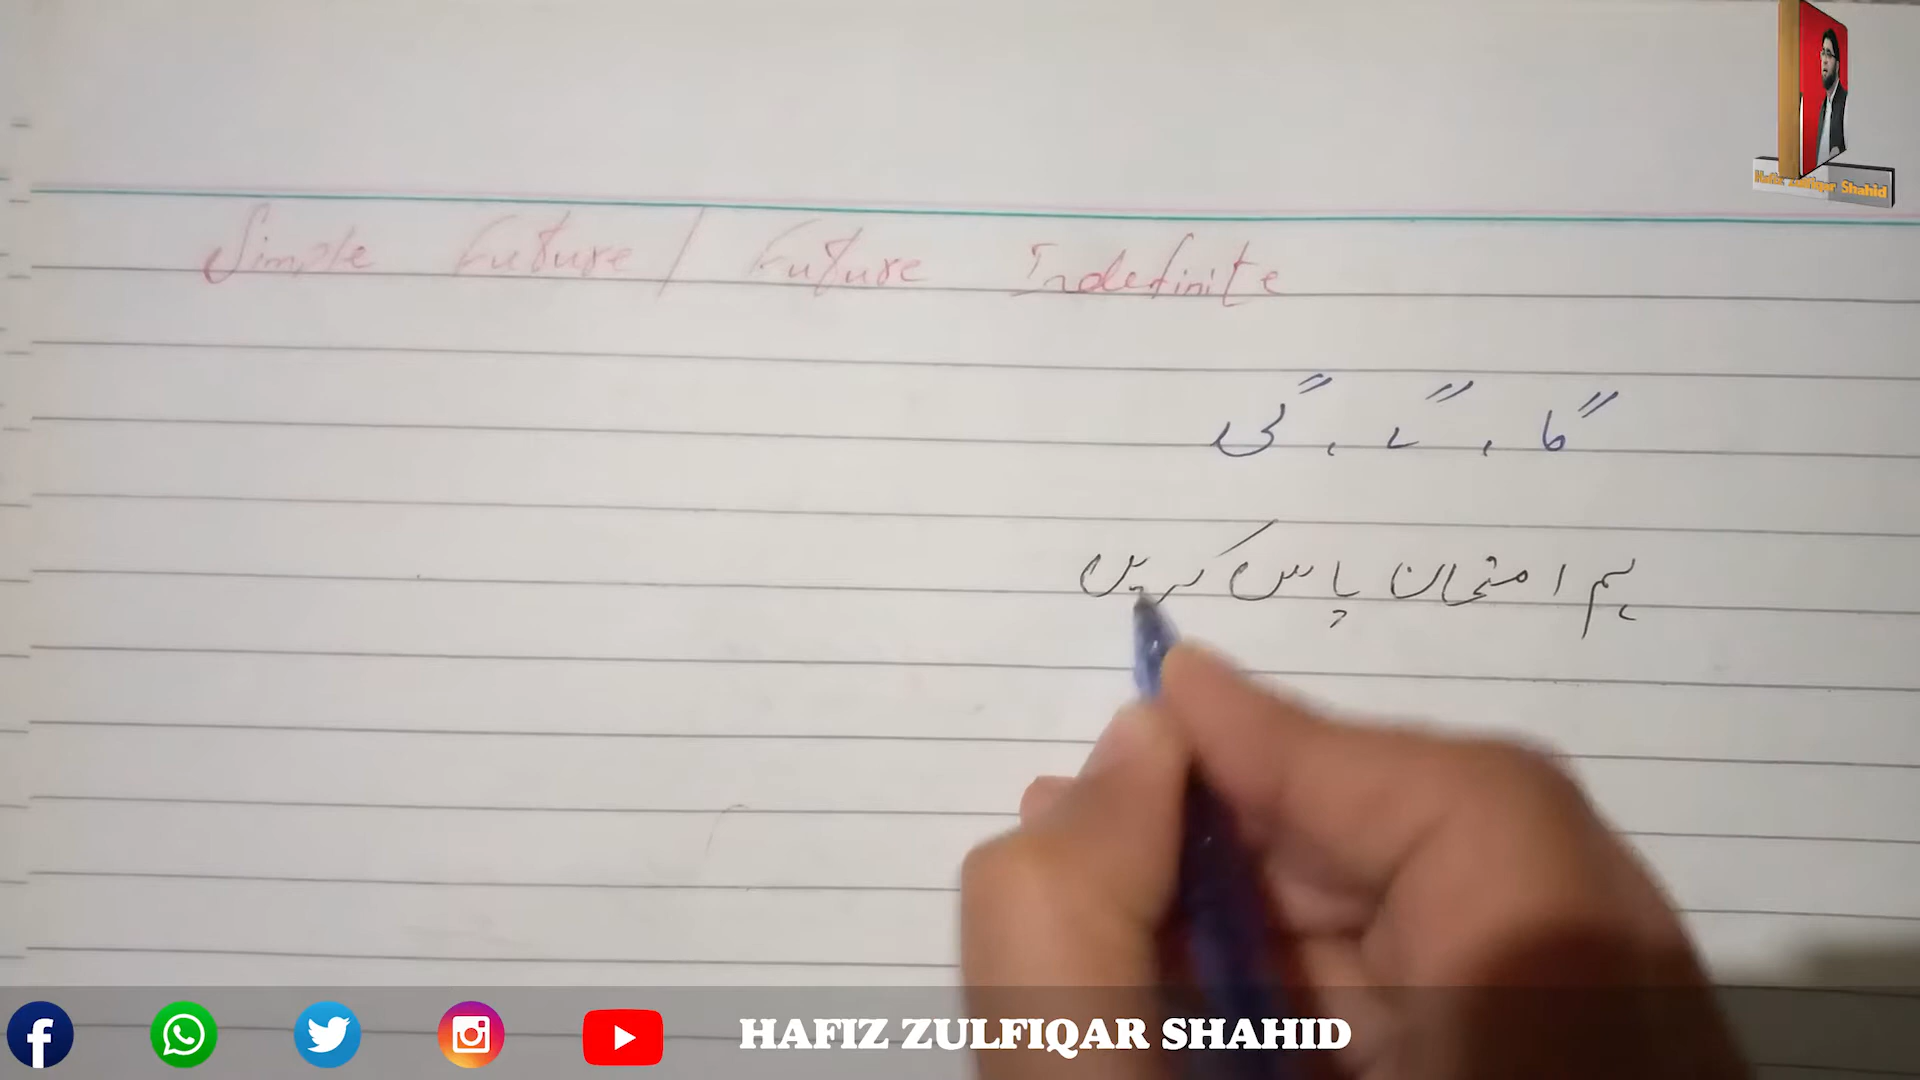 Hafiz Zulfiqar Shahid
Simple Future / Future Indefinite
گا ، گے ، گی
ہم امتحان پاس کریں
HAFIZ ZULFIQAR SHAHID